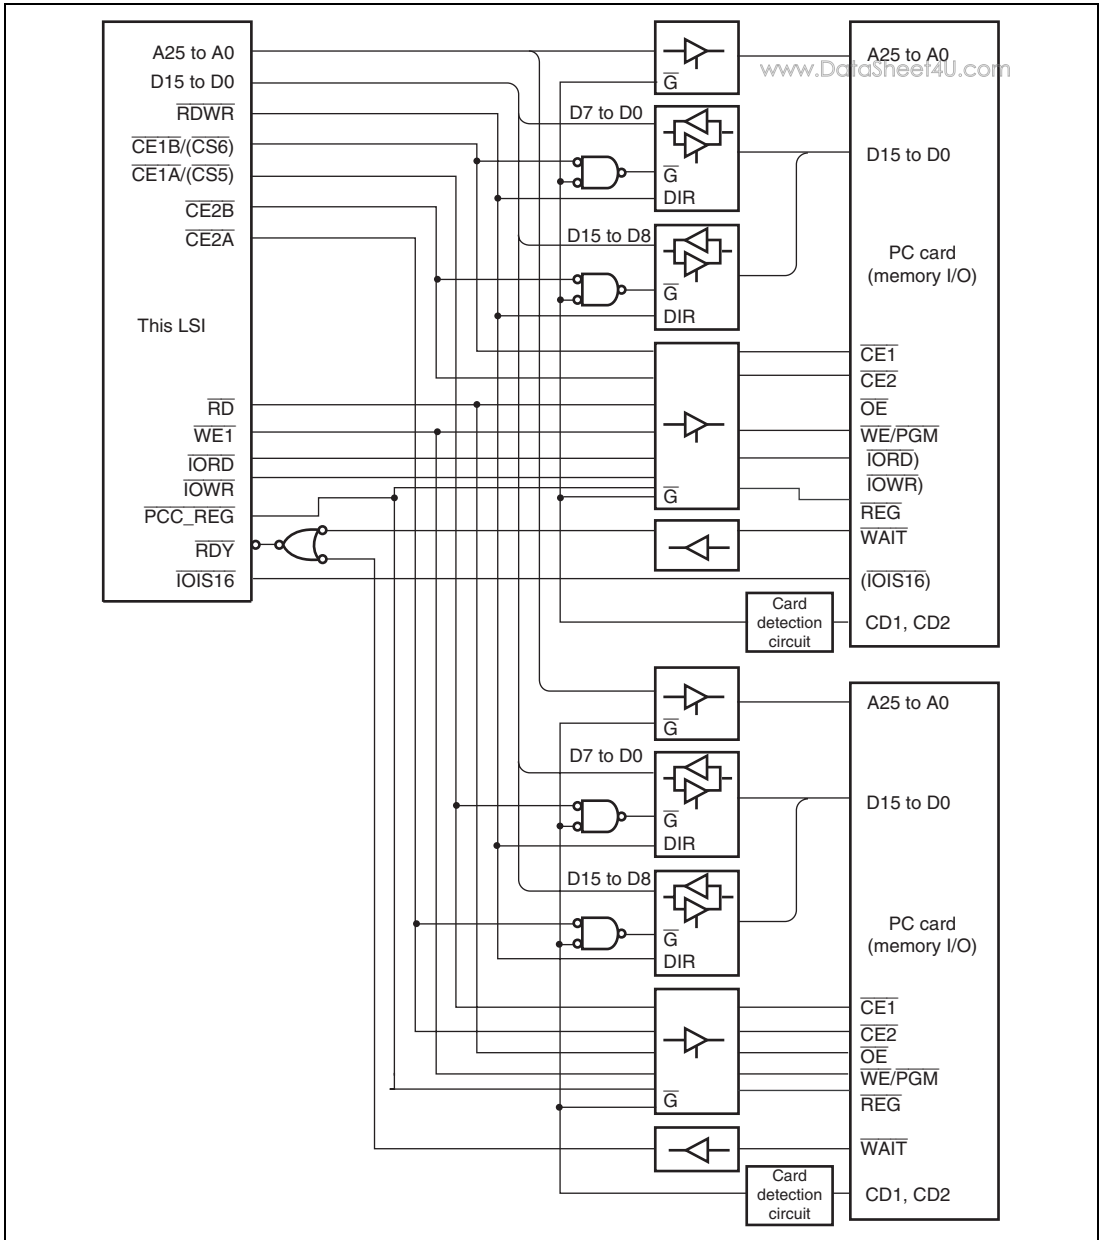 A25 to A0
D15 to D0
RDWR
CE1B/(CS6)
CE1A/(CS5)
CE2B
CE2A
This LSI
RD
WE1
IORD
IOWR
PCC_REG
RDY
IOIS16
G
D7 to D0
G
DIR
D15 to D8
G
DIR
G
Card
detection
circuit
A25 to A0
www.DataSheet4U.com
D15 to D0
PC card
(memory I/O)
CE1
CE2
OE
WE/PGM
IORD)
IOWR)
REG
WAIT
(IOIS16)
CD1, CD2
G
D7 to D0
G
DIR
D15 to D8
G
DIR
G
Card
detection
circuit
A25 to A0
D15 to D0
PC card
(memory I/O)
CE1
CE2
OE
WE/PGM
REG
WAIT
CD1, CD2